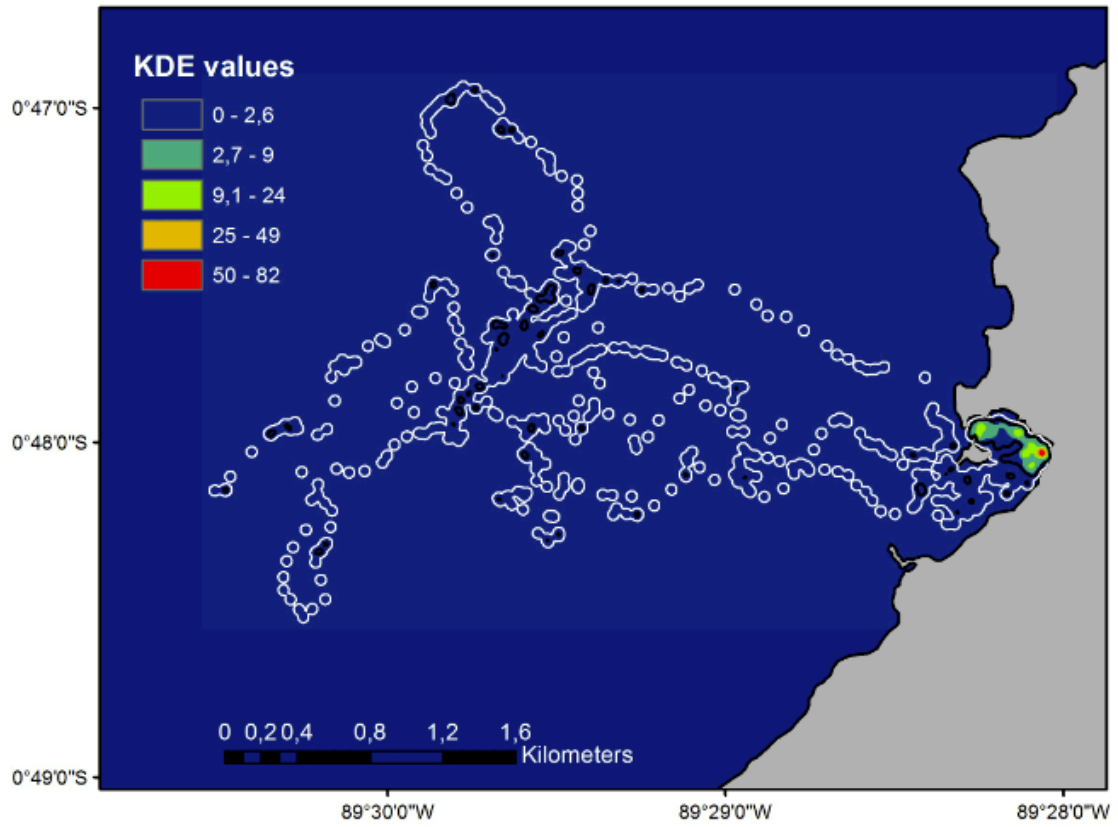 KDE values
0 - 2,6
2,7 - 9
9,1 - 24
25 - 49
50 - 82
0°47'0"S
0°48'0"S
0°49'0"S
0 0,20,4 0,8 1,2 1,6
Kilometers
89°30'0"W 89°29'0"W 89°28'0"W